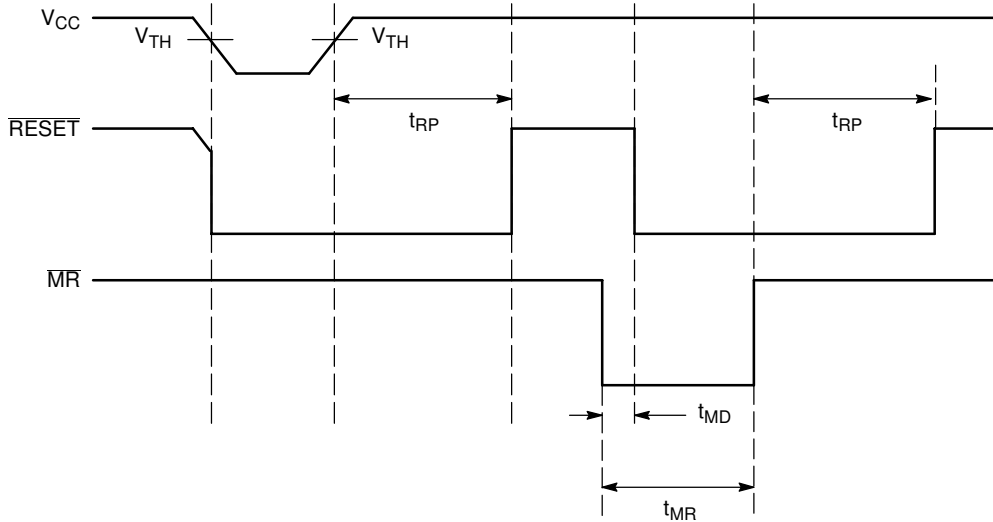 VCC
VTH VTH
tRP tRP
RESET
MR
tMD
tMR